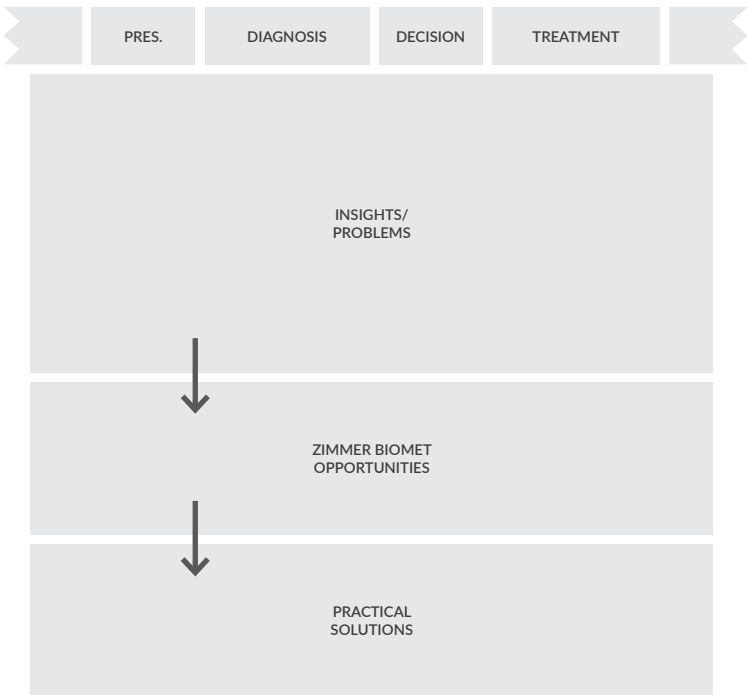 PRES.
DIAGNOSIS
DECISION
TREATMENT
INSIGHTS/
PROBLEMS
ZIMMER BIOMET
OPPORTUNITIES
PRACTICAL
SOLUTIONS